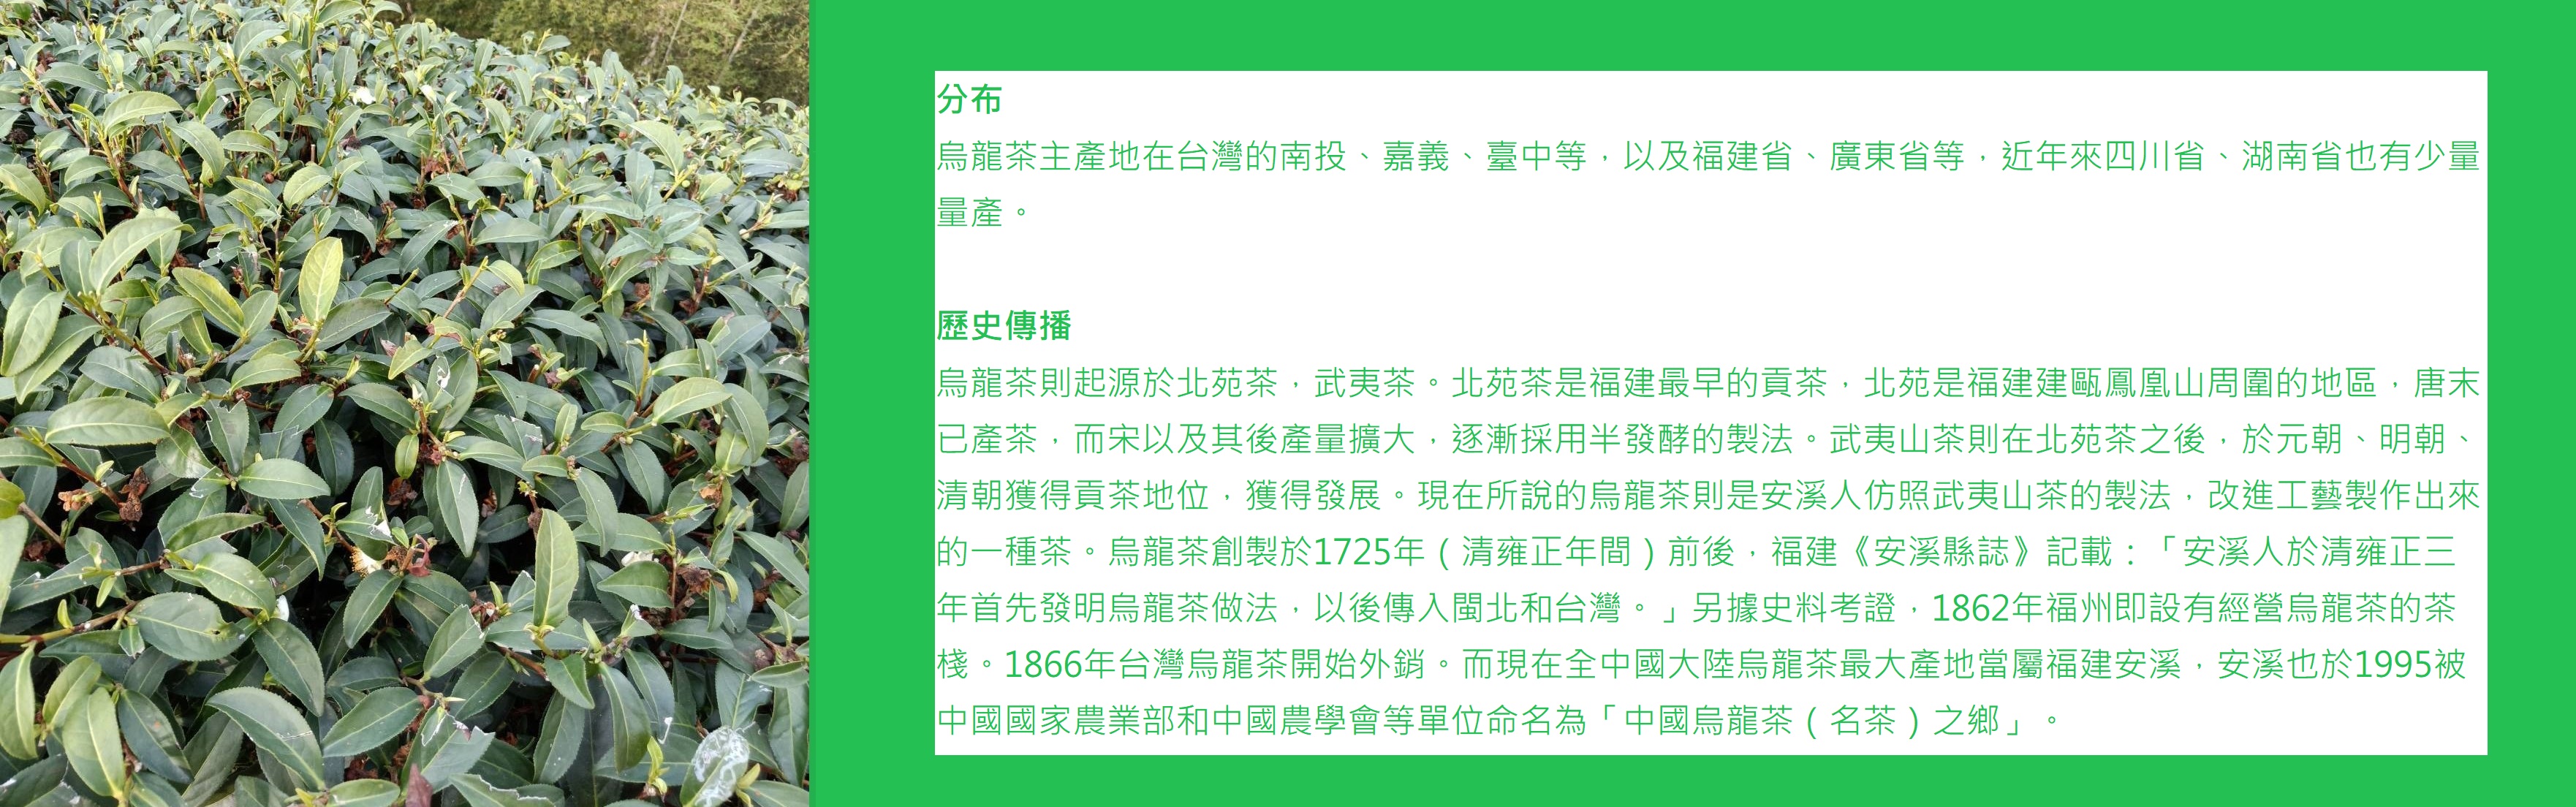 分布
烏龍茶主產地在台灣的南投、嘉義、臺中等，以及福建省、廣東省等，近年來四川省、湖南省也有少量
量產。
歷史傳播
烏龍茶則起源於北苑茶，武夷茶。北苑茶是福建最早的貢茶，北苑是福建建甌鳳凰山周圍的地區，唐末
已產茶，而宋以及其後產量擴大，逐漸採用半發酵的製法。武夷山茶則在北苑茶之後，於元朝、明朝、
清朝獲得貢茶地位，獲得發展。現在所說的烏龍茶則是安溪人仿照武夷山茶的製法，改進工藝製作出來
的一種茶。烏龍茶創製於1725年（清雍正年間）前後，福建《安溪縣誌》記載：「安溪人於清雍正三
年首先發明烏龍茶做法，以後傳入閩北和台灣。」另據史料考證，1862年福州即設有經營烏龍茶的茶
棧。1866年台灣烏龍茶開始外銷。而現在全中國大陸烏龍茶最大產地當屬福建安溪，安溪也於1995被
中國國家農業部和中國農學會等單位命名為「中國烏龍茶（名茶）之鄉」。